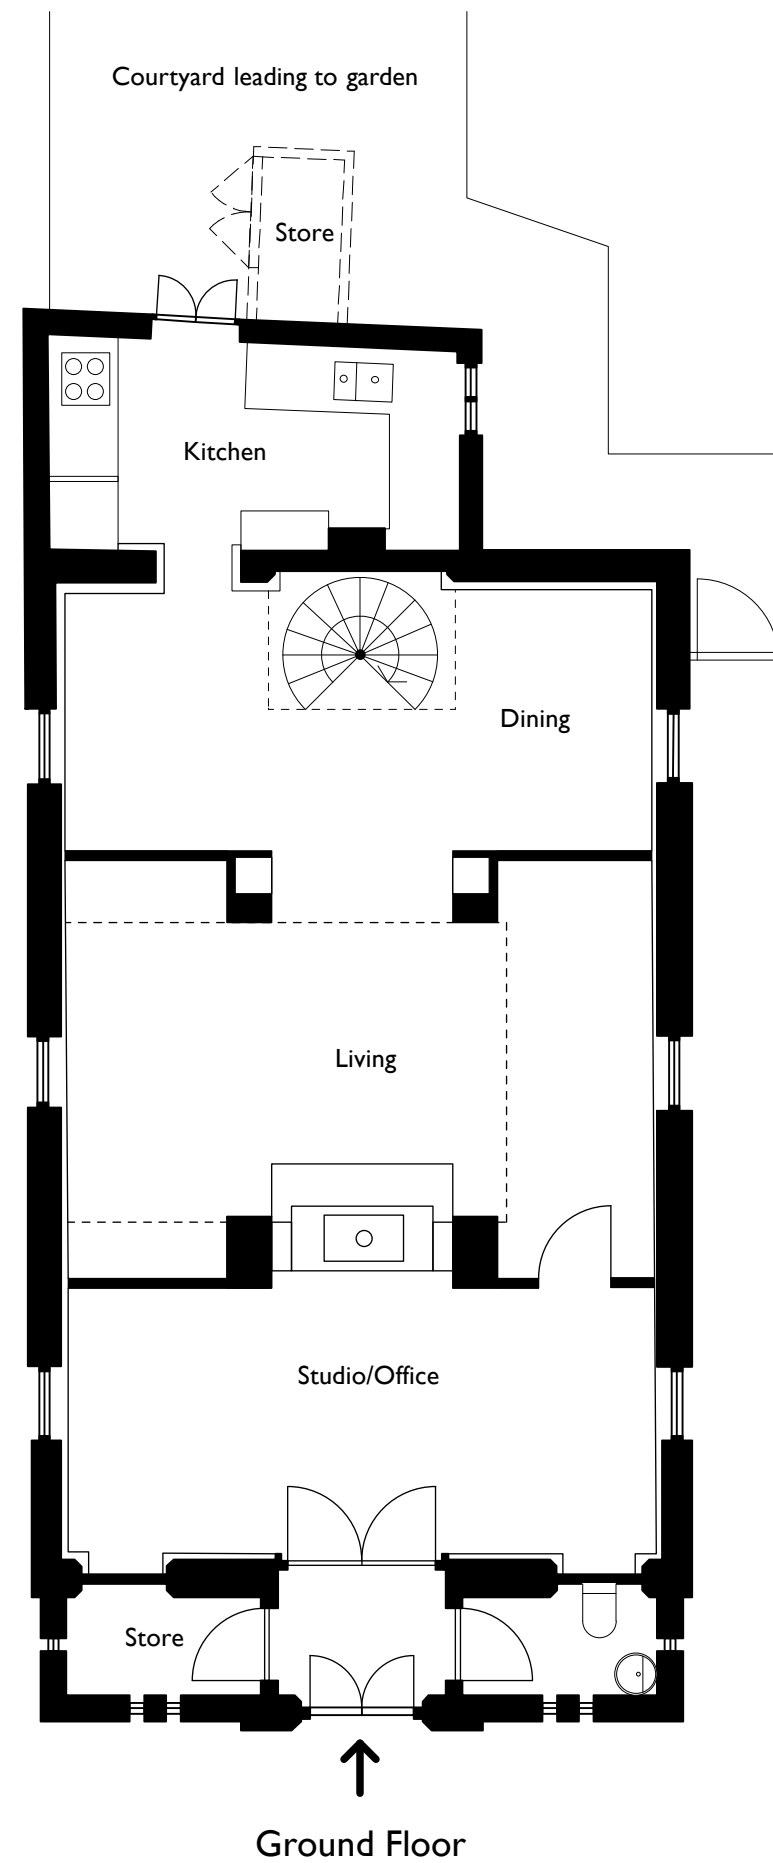 Courtyard leading to garden
Store
Kitchen
Dining
Living
Studio/Office
Store
Ground Floor